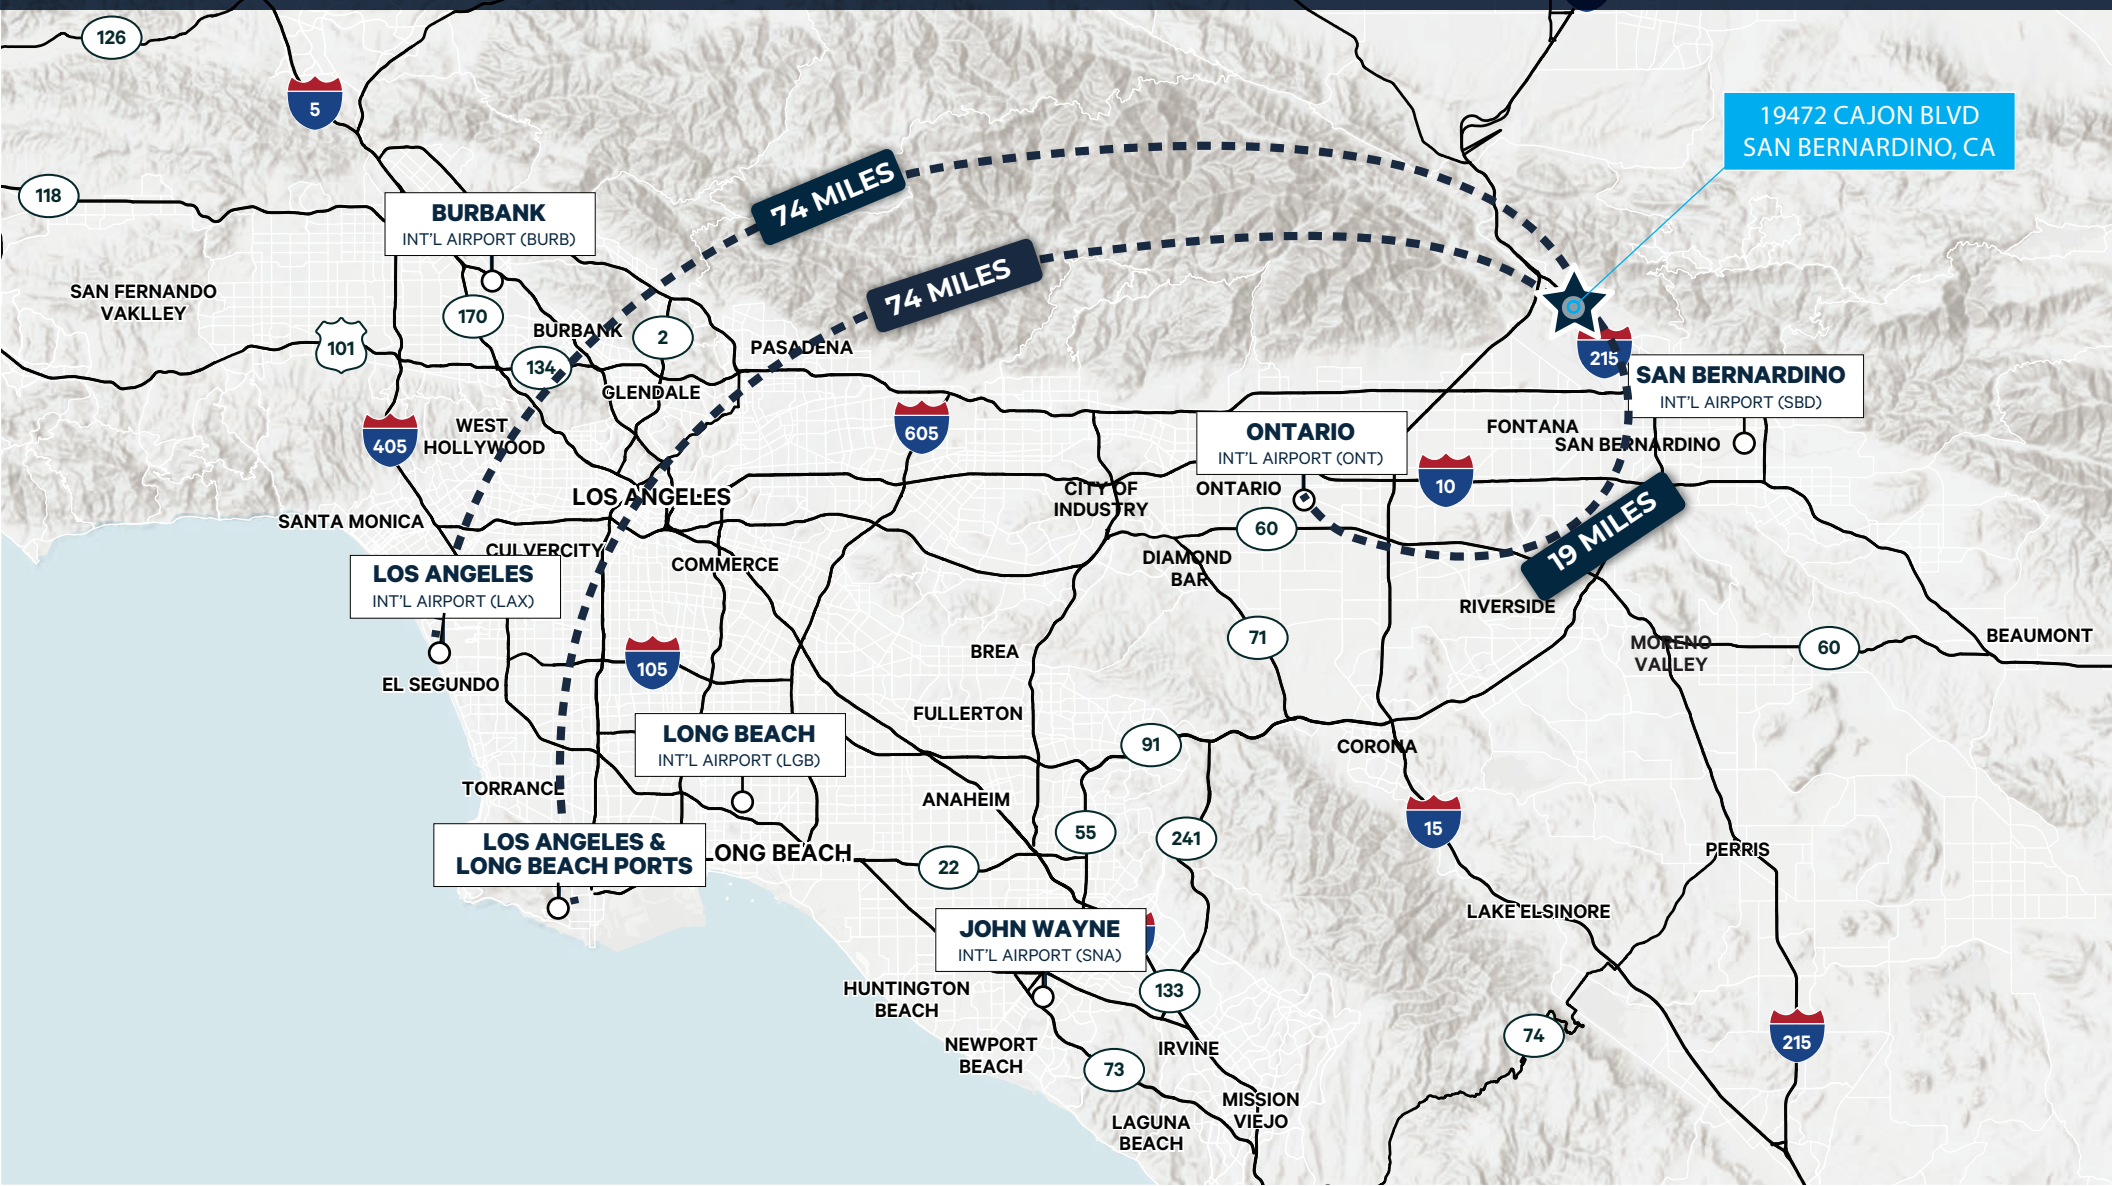 126
5
19472 CAJON BLVD
SAN BERNARDINO, CA
118
74 MILES
BURBANK
INT'L AIRPORT (BURB)
74 MILES
SAN FERNANDO
VAKLLEY
170
BURBANK
2
101
134
PASADENA
GLENDALE
215
SAN BERNARDINO
INT'L AIRPORT (SBD)
405
WEST
HOLLYWOOD
605
ONTARIO
INT'L AIRPORT (ONT)
FONTANA
SAN BERNARDINO
LOS ANGELES
CITY OF
INDUSTRY
ONTARIO
10
SANTA MONICA
60
19 MILES
CULVERCITY
COMMERCE
DIAMOND
BAR
LOS ANGELES
INT'L AIRPORT (LAX)
RIVERSIDE
71
MORENO
VALLEY
60
BEAUMONT
105
BREA
EL SEGUNDO
FULLERTON
LONG BEACH
INT'L AIRPORT (LGB)
91
CORONA
TORRANCE
ANAHEIM
55
241
15
LOS ANGELES &
LONG BEACH PORTS
LONG BEACH
22
PERRIS
LAKE ELSINORE
JOHN WAYNE
INT'L AIRPORT (SNA)
HUNTINGTON
BEACH
133
74
215
NEWPORT
BEACH
IRVINE
73
MISSION
VIEJO
LAGUNA
BEACH